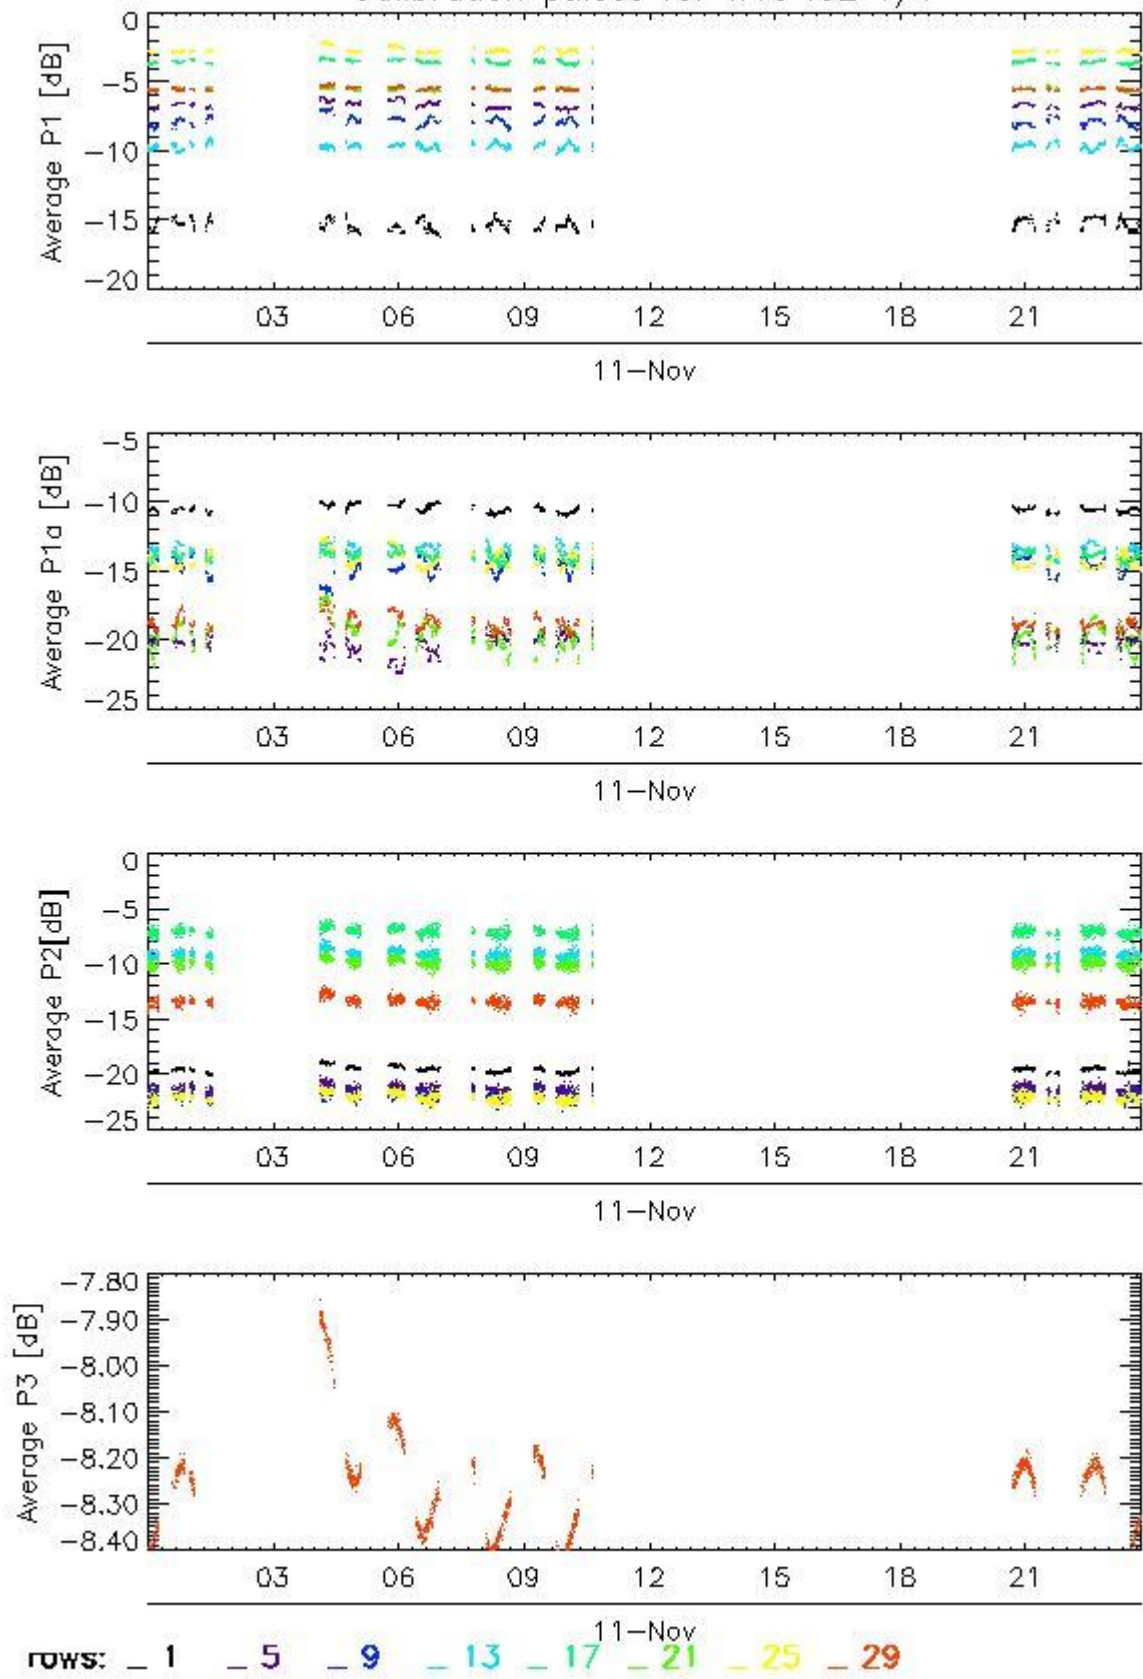 0
Average P1 [dB]
-5
-10
-15
-20
03 06 09 12 15 18 21
11-Nov
-5
Average P1a [dB]
-10
-15
-20
-25
03 06 09 12 15 18 21
11-Nov
0
Average P2[dB]
-5
-10
-15
-20
-25
03 06 09 12 15 18 21
11-Nov
-7.80
Average P3 [dB]
-7.90
-8.00
-8.10
-8.20
-8.30
-8.40
03 06 09 12 15 18 21
11-Nov
rows: _ 1 _ 5 _ 9 _ 13 _ 17 _ 21 _ 25 _ 29